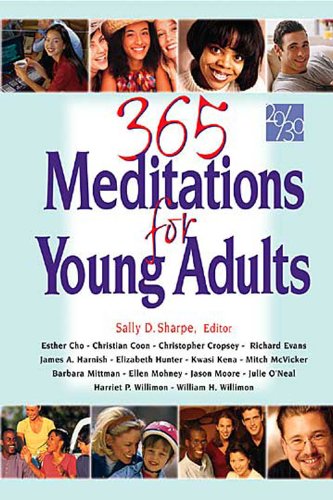 365
20/30
Meditations
for
Young Adults
Sally D. Sharpe, Editor
Esther Cho - Christian Coon - Christopher Cropsey - Richard Evans
James A. Harnish - Elizabeth Hunter - Kwasi Kena - Mitch McVicker
Barbara Mittman - Ellen Mohney - Jason Moore - Julie O'Neal
Harriet P. Willimon - William H. Willimon